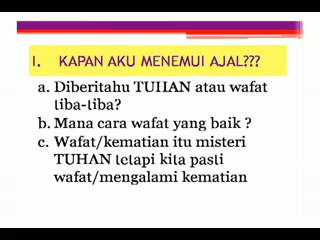 I. KAPAN AKU MENEMUI AJAL???
a. Diberitahu TUHAN atau wafat
tiba-tiba?
b. Mana cara wafat yang baik ?
c. Wafat/kematian itu misteri
TUHAN tetapi kita pasti
wafat/mengalami kematian